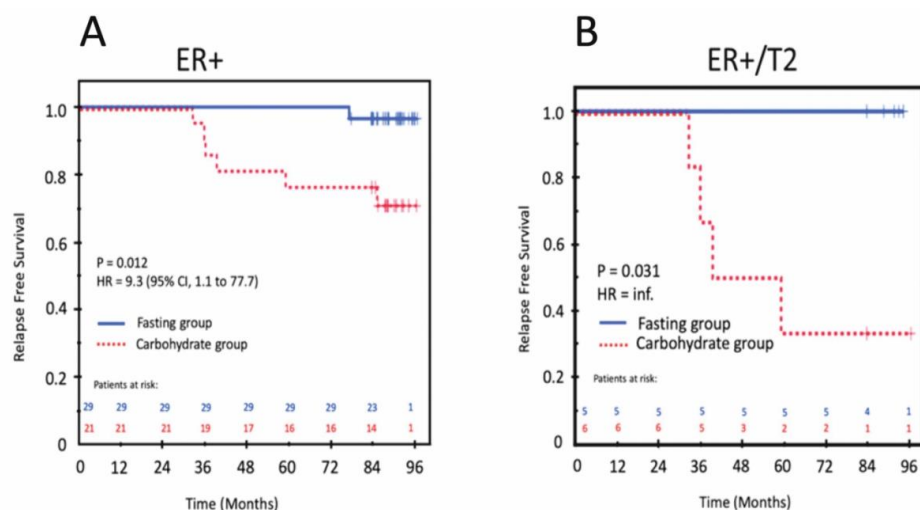 A
ER+
Relapse Free Survival
1.0
0.8
0.6
0.4
0.2
0
P = 0.012
HR = 9.3 (95% CI, 1.1 to 77.7)
Fasting group
Carbohydrate group
Patients at risk:
29 29 29 29 29 29 29 23 1
21 21 21 19 17 16 16 14 1
0 12 24 36 48 60 72 84 96
Time (Months)
B
ER+/T2
Relapse Free Survival
1.0
0.8
0.6
0.4
0.2
0
P = 0.031
HR = inf.
Fasting group
Carbohydrate group
Patients at risk:
5 5 5 5 5 5 5 4 1
6 6 6 5 3 2 2 1 1
0 12 24 36 48 60 72 84 96
Time (Months)